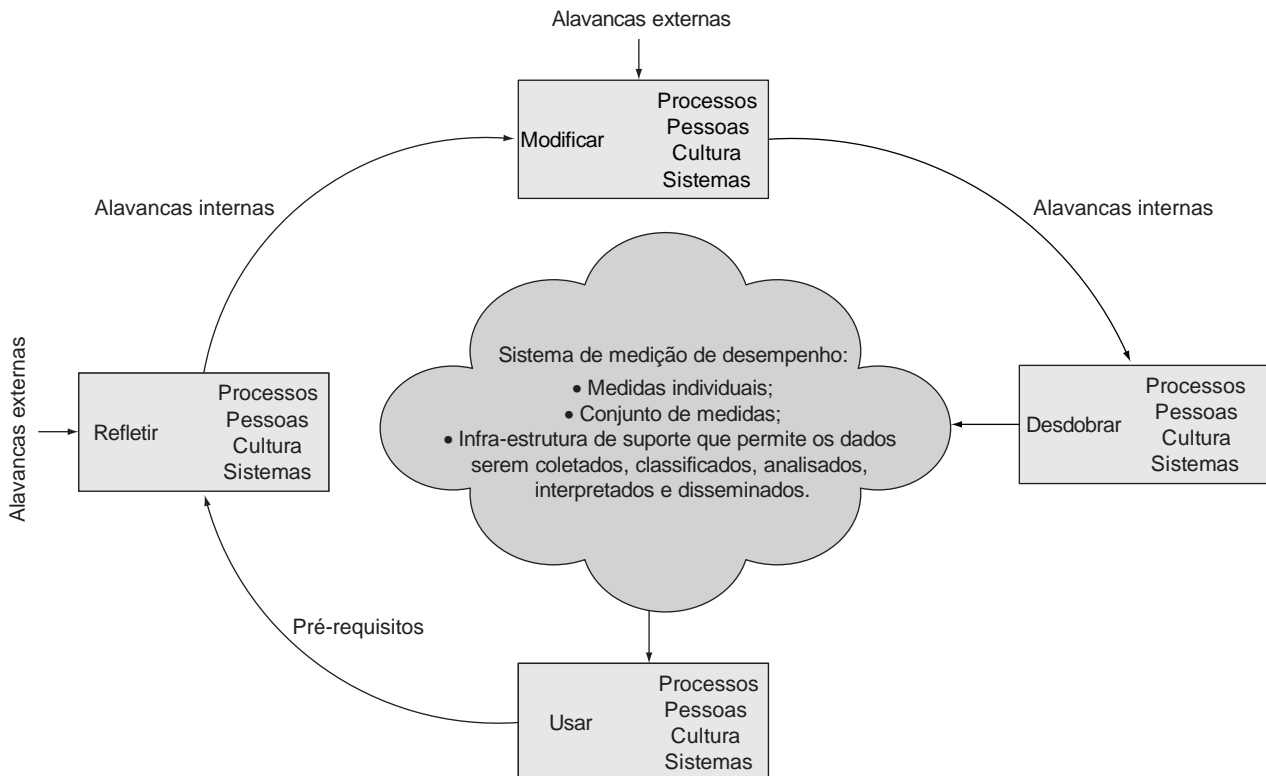 Alavancas externas
Modificar
Processos
Pessoas
Cultura
Sistemas
Alavancas internas
Alavancas internas
Alavancas externas
Refletir
Processos
Pessoas
Cultura
Sistemas
Sistema de medição de desempenho:
• Medidas individuais;
• Conjunto de medidas;
• Infra-estrutura de suporte que permite os dados
serem coletados, classificados, analisados,
interpretados e disseminados.
Desdobrar
Processos
Pessoas
Cultura
Sistemas
Pré-requisitos
Usar
Processos
Pessoas
Cultura
Sistemas